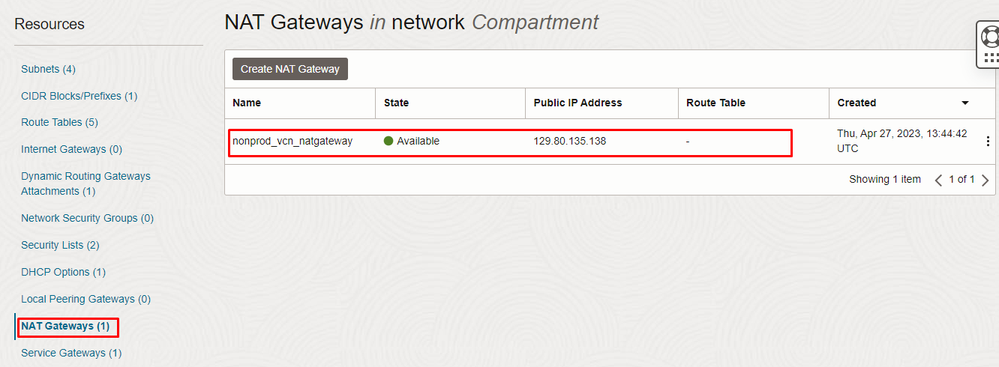 Resources
Subnets (4)
CIDR Blocks/Prefixes (1)
Route Tables (5)
Internet Gateways (0)
Dynamic Routing Gateways
Attachments (1)
Network Security Groups (0)
Security Lists (2)
DHCP Options (1)
Local Peering Gateways (0)
NAT Gateways (1)
Service Gateways (1)
NAT Gateways in network Compartment
Create NAT Gateway
Name State Public IP Address Route Table Created
nonprod_vcn_natgateway Available 129.80.135.138 - Thu, Apr 27, 2023, 13:44:42
UTC
Showing 1 item 1 of 1